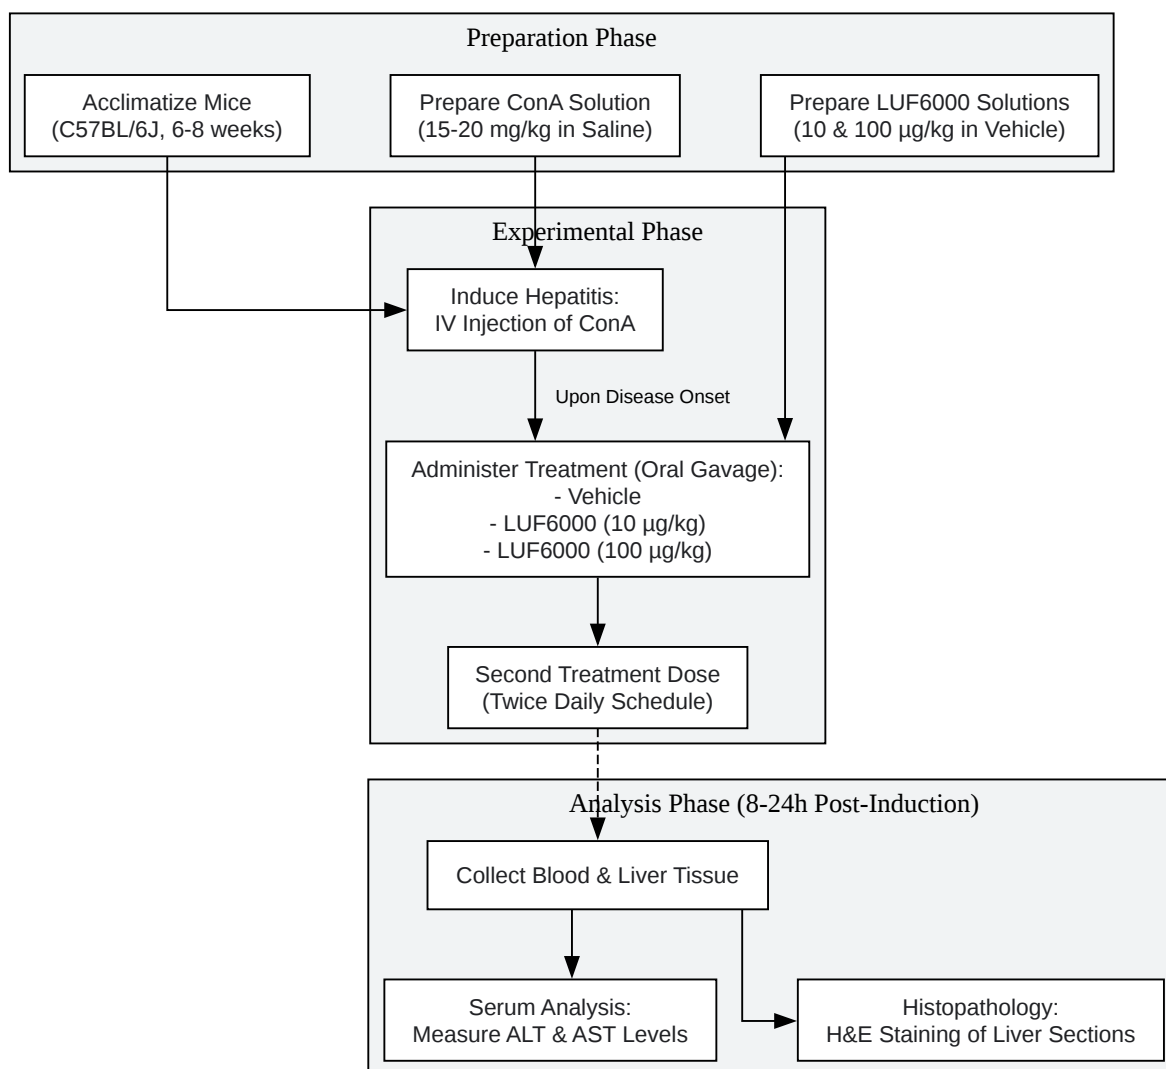 Preparation Phase
Acclimatize Mice
(C57BL/6J, 6-8 weeks)
Prepare ConA Solution
(15-20 mg/kg in Saline)
Prepare LUF6000 Solutions
(10 & 100 µg/kg in Vehicle)
Experimental Phase
Induce Hepatitis:
IV Injection of ConA
Upon Disease Onset
Administer Treatment (Oral Gavage):
- Vehicle
- LUF6000 (10 µg/kg)
- LUF6000 (100 µg/kg)
Second Treatment Dose
(Twice Daily Schedule)
Analysis Phase (8-24h Post-Induction)
Collect Blood & Liver Tissue
Serum Analysis:
Measure ALT & AST Levels
Histopathology:
H&E Staining of Liver Sections